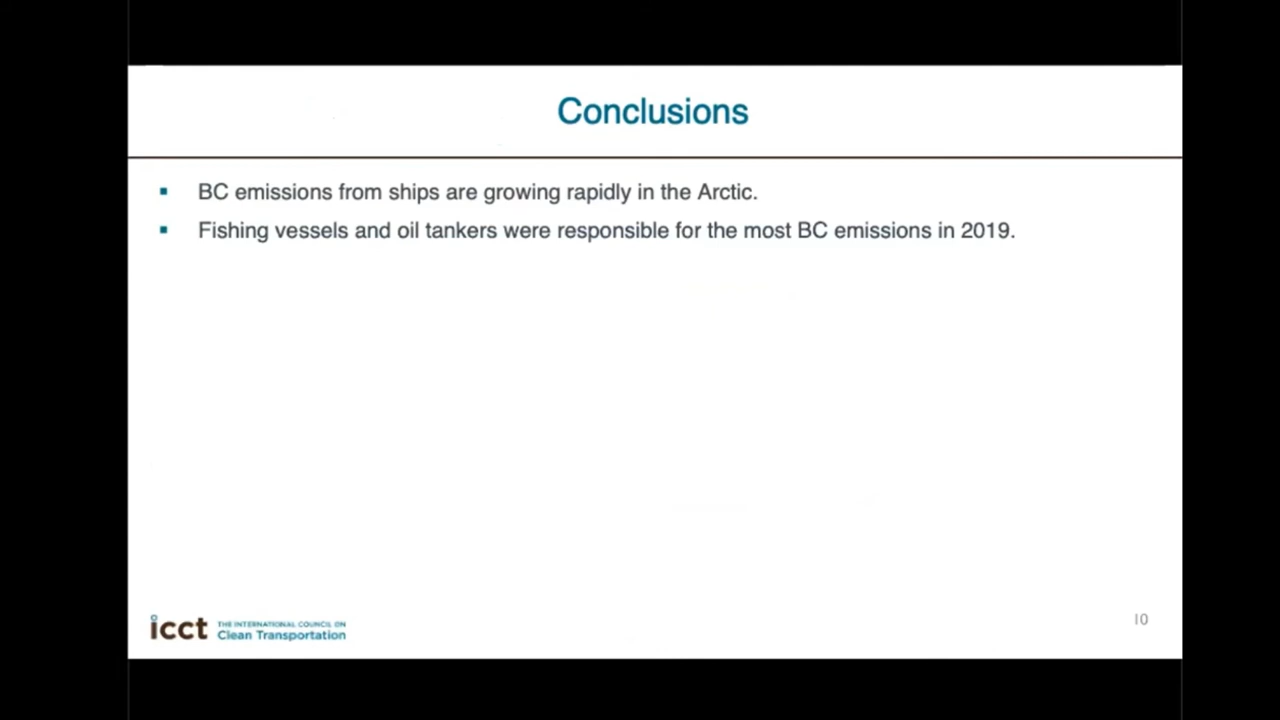 Conclusions
▪ BC emissions from ships are growing rapidly in the Arctic.
▪ Fishing vessels and oil tankers were responsible for the most BC emissions in 2019.
icct THE INTERNATIONAL COUNCIL ON
Clean Transportation
10